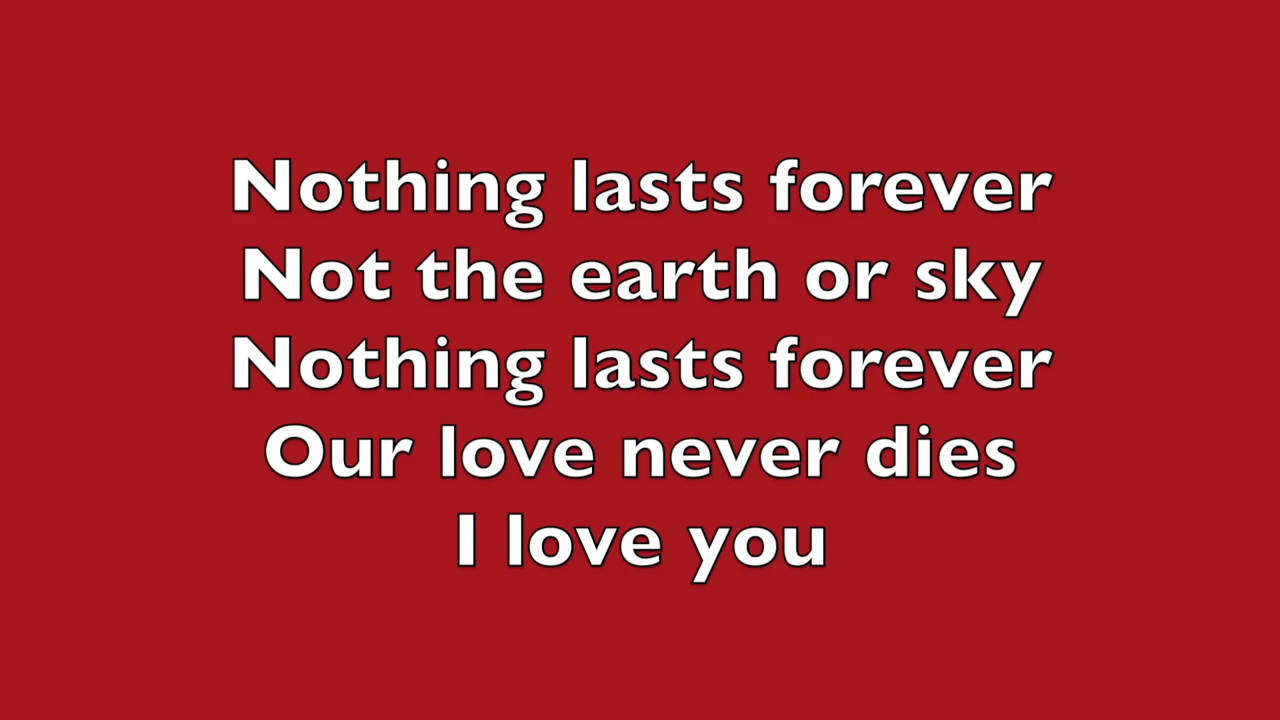 Nothing lasts forever
Not the earth or sky
Nothing lasts forever
Our love never dies
I love you